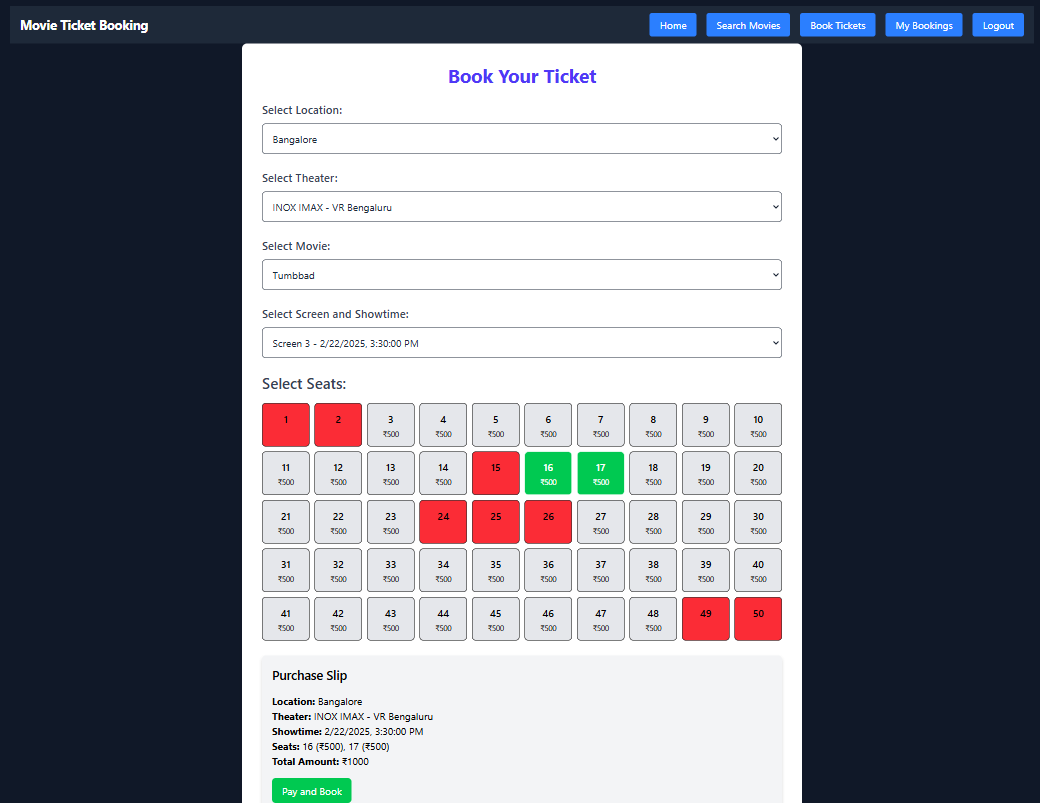 Movie Ticket Booking Home Search Movies Book Tickets My Bookings Logout
Book Your Ticket
Select Location:
Bangalore
Select Theater:
INOX IMAX - VR Bengaluru
Select Movie:
Tumbbad
Select Screen and Showtime:
Screen 3 - 2/22/2025, 3:30:00 PM
Select Seats:
1 2 3 4 5 6 7 8 9 10
₹500 ₹500 ₹500 ₹500 ₹500 ₹500 ₹500 ₹500
11 12 13 14 15 16 17 18 19 20
₹500 ₹500 ₹500 ₹500 ₹500 ₹500 ₹500 ₹500 ₹500
21 22 23 24 25 26 27 28 29 30
₹500 ₹500 ₹500 ₹500 ₹500 ₹500 ₹500
31 32 33 34 35 36 37 38 39 40
₹500 ₹500 ₹500 ₹500 ₹500 ₹500 ₹500 ₹500 ₹500 ₹500
41 42 43 44 45 46 47 48 49 50
₹500 ₹500 ₹500 ₹500 ₹500 ₹500 ₹500 ₹500
Purchase Slip
Location: Bangalore
Theater: INOX IMAX - VR Bengaluru
Showtime: 2/22/2025, 3:30:00 PM
Seats: 16 (₹500), 17 (₹500)
Total Amount: ₹1000
Pay and Book